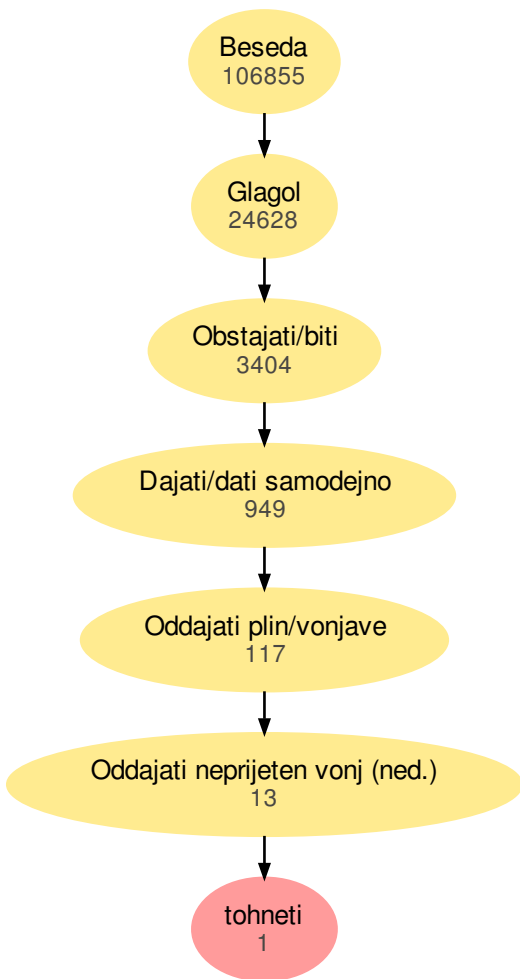 Beseda
106855
Glagol
24628
Obstajati/biti
3404
Dajati/dati samodejno
949
Oddajati plin/vonjave
117
Oddajati neprijeten vonj (ned.)
13
tohneti
1